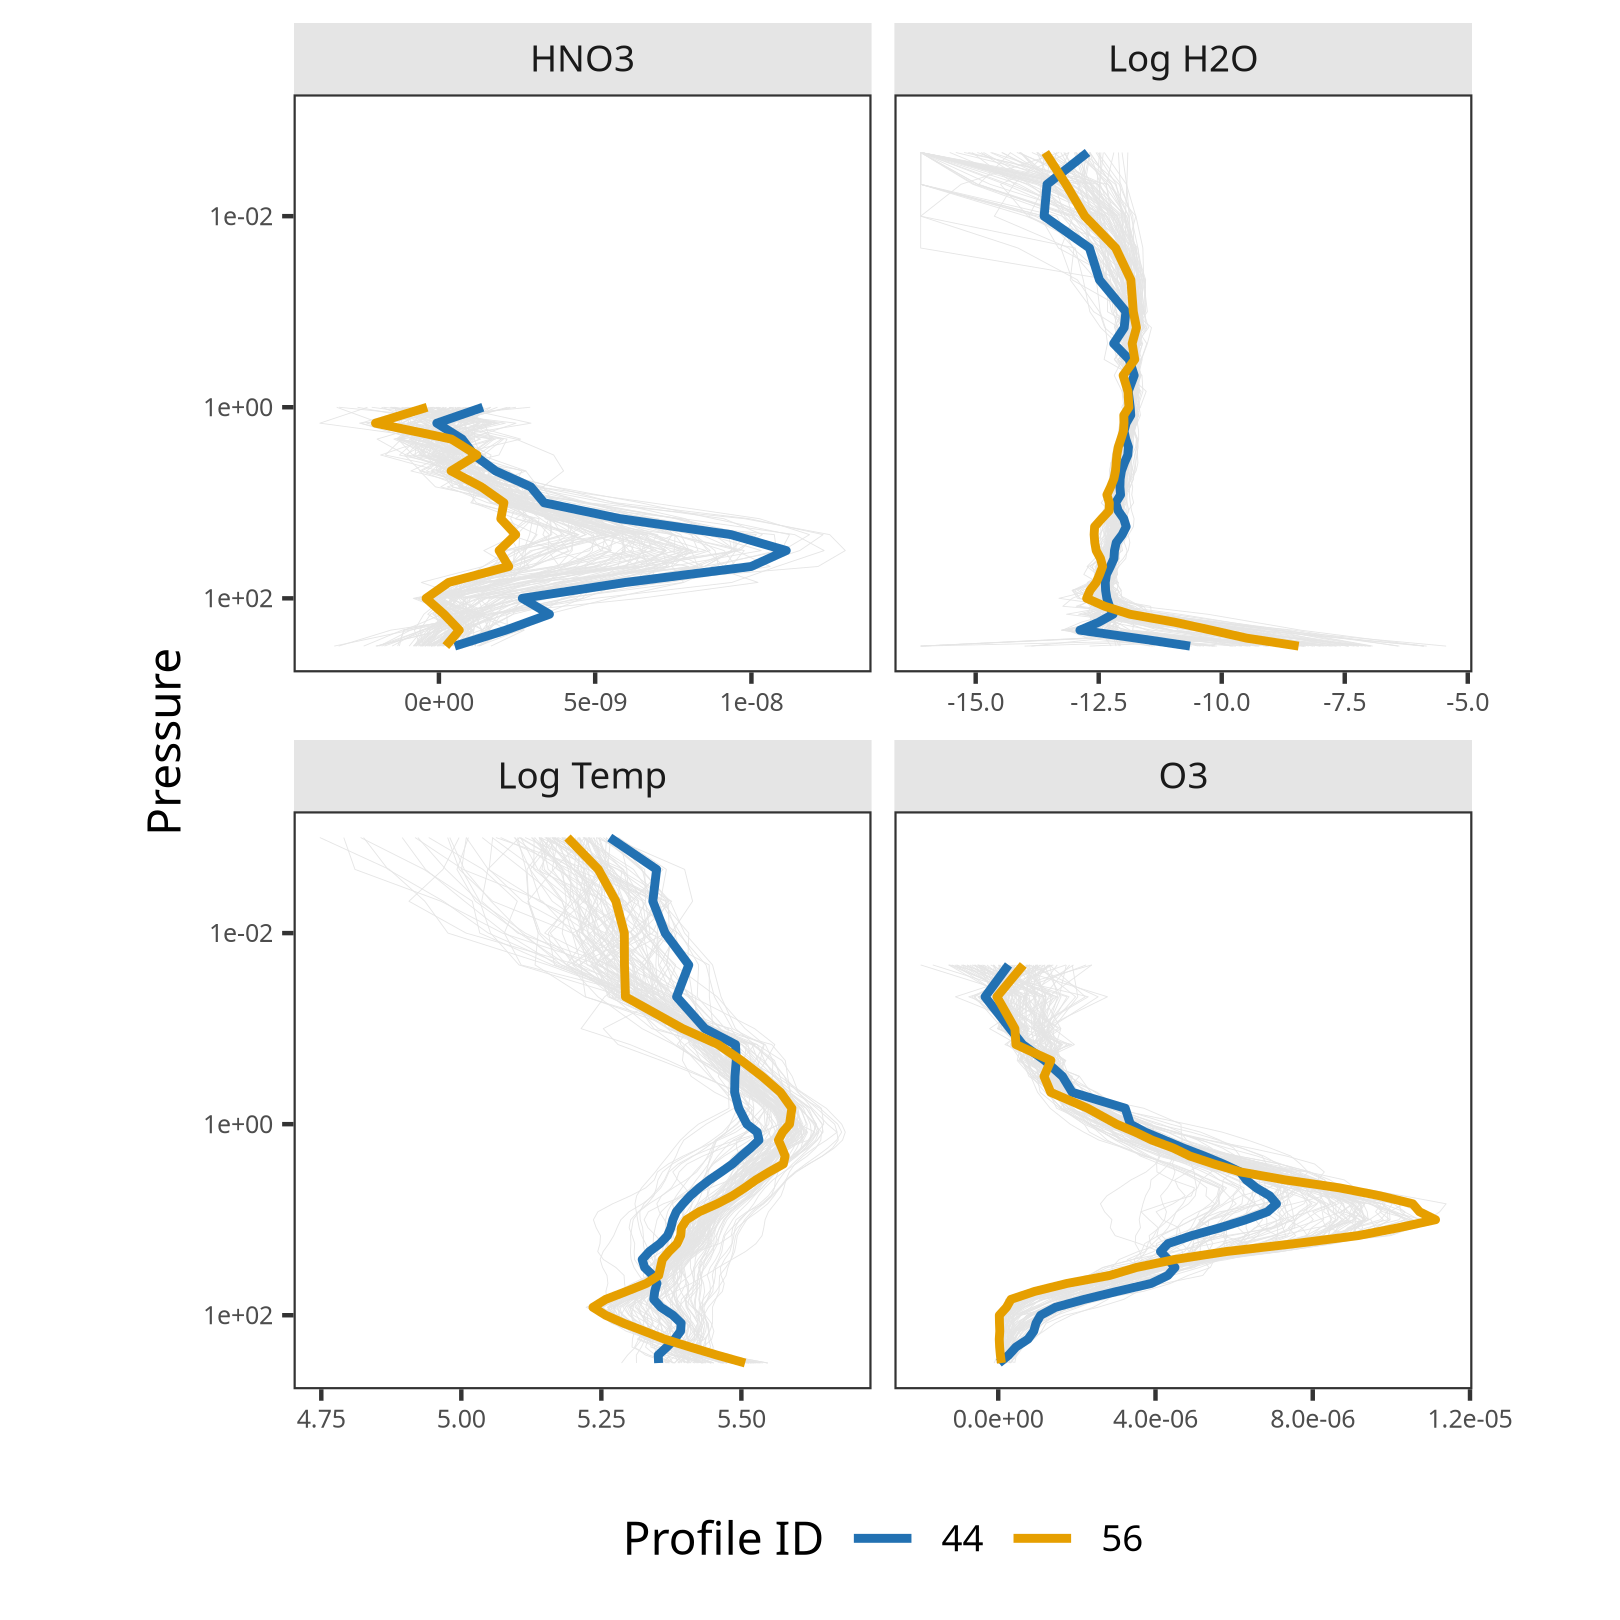 HNO3
Log H2O
1e-02
1e+00
1e+02
0e+00 5e-09 1e-08
-15.0 -12.5 -10.0 -7.5 -5.0
Pressure
Log Temp
O3
1e-02
1e+00
1e+02
4.75 5.00 5.25 5.50
0.0e+00 4.0e-06 8.0e-06 1.2e-05
Profile ID 44 56